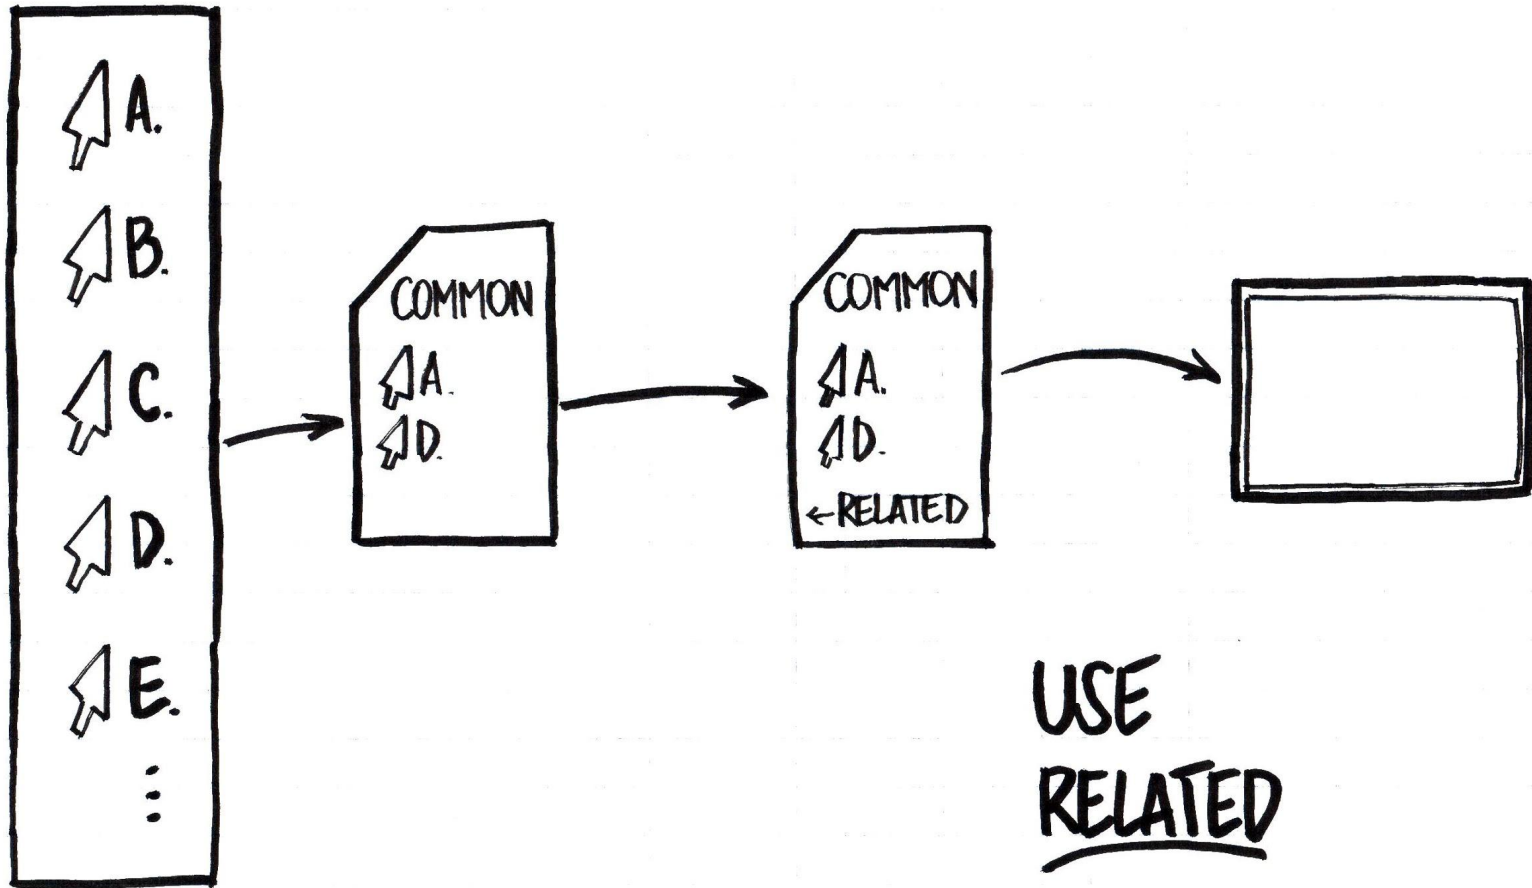 A.
B.
C.
D.
E.
COMMON
A.
D.
COMMON
A.
D.
←RELATED
USE
RELATED